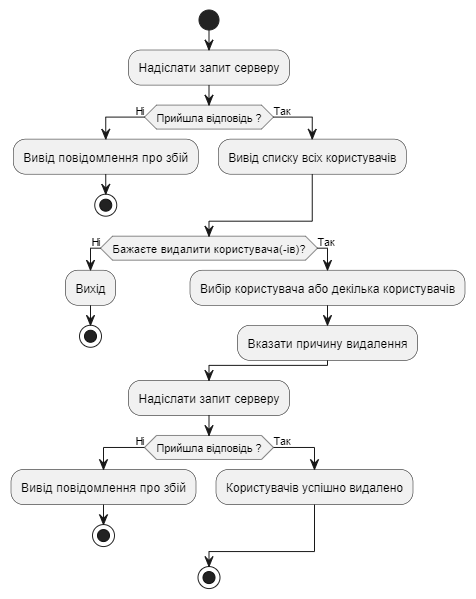 Надіслати запит серверу
Ні
Прийшла відповідь ?
Так
Вивід повідомлення про збій
Вивід списку всіх користувачів
Ні
Бажаєте видалити користувача(-ів)?
Так
Вихід
Вибір користувача або декілька користувачів
Вказати причину видалення
Надіслати запит серверу
Ні
Прийшла відповідь ?
Так
Вивід повідомлення про збій
Користувачів успішно видалено